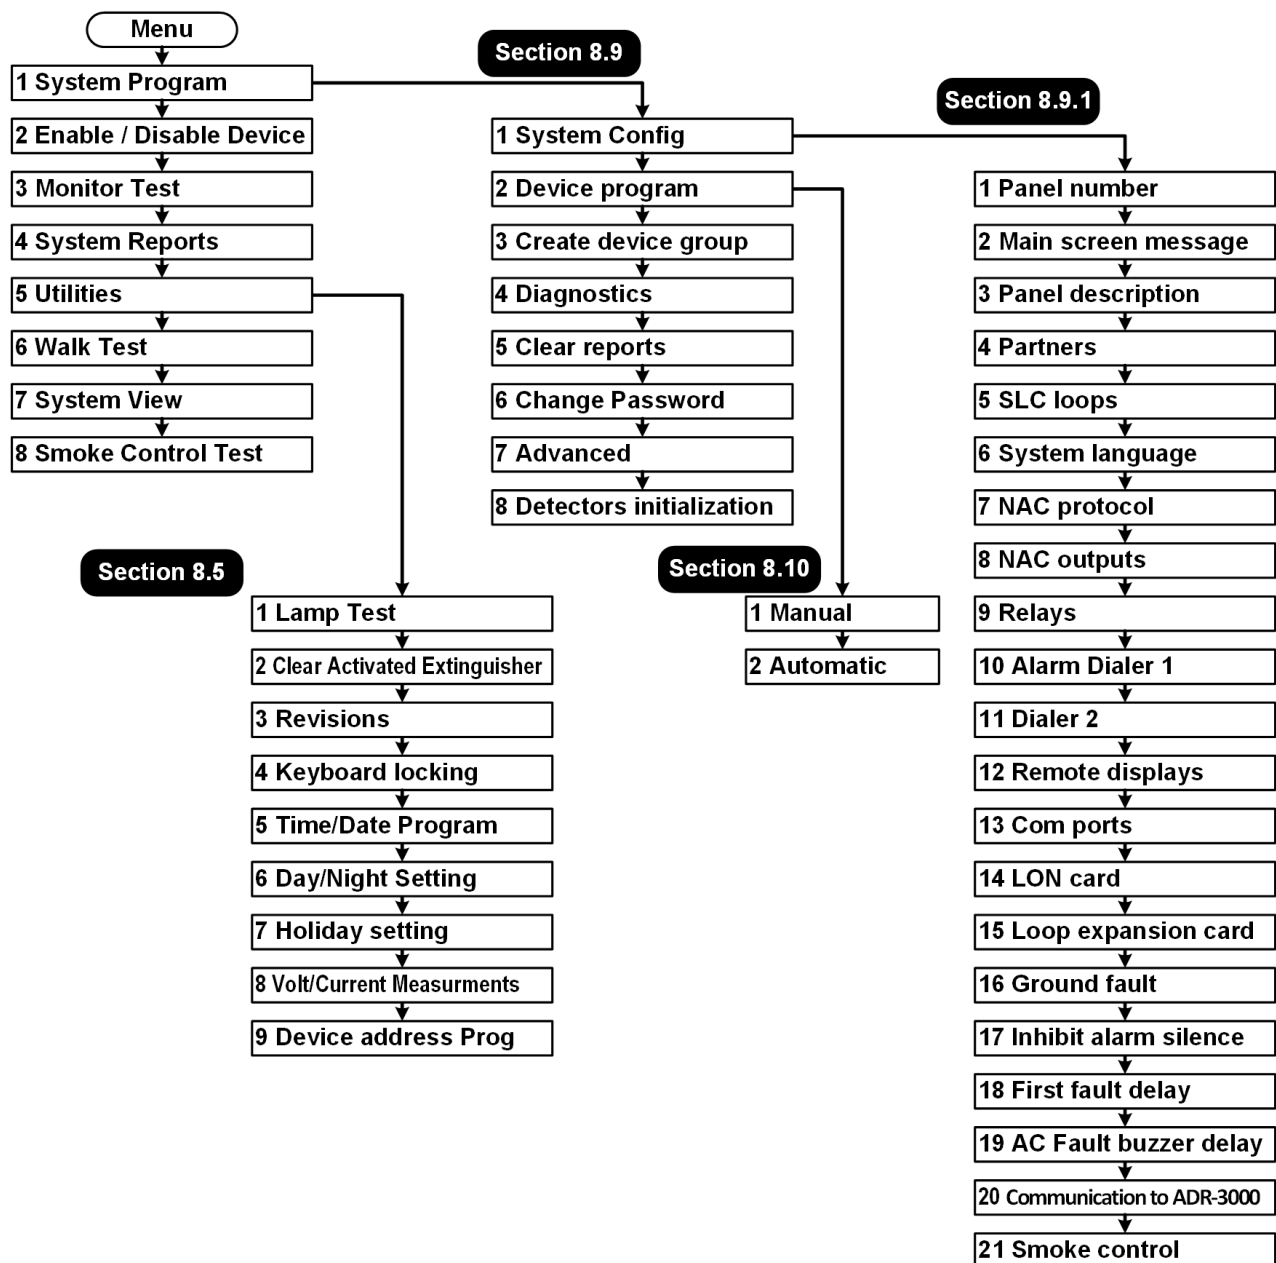 Menu
1 System Program
2 Enable / Disable Device
3 Monitor Test
4 System Reports
5 Utilities
6 Walk Test
7 System View
8 Smoke Control Test
Section 8.9
1 System Config
2 Device program
3 Create device group
4 Diagnostics
5 Clear reports
6 Change Password
7 Advanced
8 Detectors initialization
Section 8.9.1
1 Panel number
2 Main screen message
3 Panel description
4 Partners
5 SLC loops
6 System language
7 NAC protocol
8 NAC outputs
9 Relays
10 Alarm Dialer 1
11 Dialer 2
12 Remote displays
13 Com ports
14 LON card
15 Loop expansion card
16 Ground fault
17 Inhibit alarm silence
18 First fault delay
19 AC Fault buzzer delay
20 Communication to ADR-3000
21 Smoke control
Section 8.5
1 Lamp Test
2 Clear Activated Extinguisher
3 Revisions
4 Keyboard locking
5 Time/Date Program
6 Day/Night Setting
7 Holiday setting
8 Volt/Current Measurments
9 Device address Prog
Section 8.10
1 Manual
2 Automatic